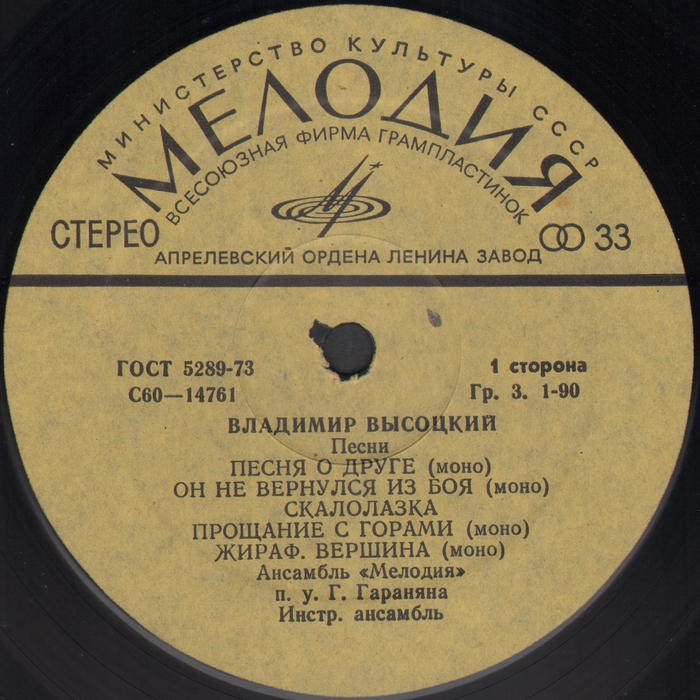 МИНИСТЕРСТВО КУЛЬТУРЫ СССР
МЕЛОДИЯ
ВСЕСОЮЗНАЯ ФИРМА ГРАМПЛАСТИНОК
СТЕРЕО
33
АПРЕЛЕВСКИЙ ОРДЕНА ЛЕНИНА ЗАВОД
ГОСТ 5289-73
1 сторона
С60—14761
Гр. 3. 1-90
ВЛАДИМИР ВЫСОЦКИЙ
Песни
ПЕСНЯ О ДРУГЕ (моно)
ОН НЕ ВЕРНУЛСЯ ИЗ БОЯ (моно)
СКАЛОЛАЗКА
ПРОЩАНИЕ С ГОРАМИ (моно)
ЖИРАФ. ВЕРШИНА (моно)
Ансамбль «Мелодия»
п. у. Г. Гараняна
Инстр. ансамбль